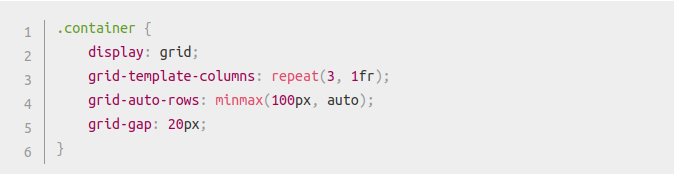 1 .container {
2     display: grid;
3     grid-template-columns: repeat(3, 1fr);
4     grid-auto-rows: minmax(100px, auto);
5     grid-gap: 20px;
6 }